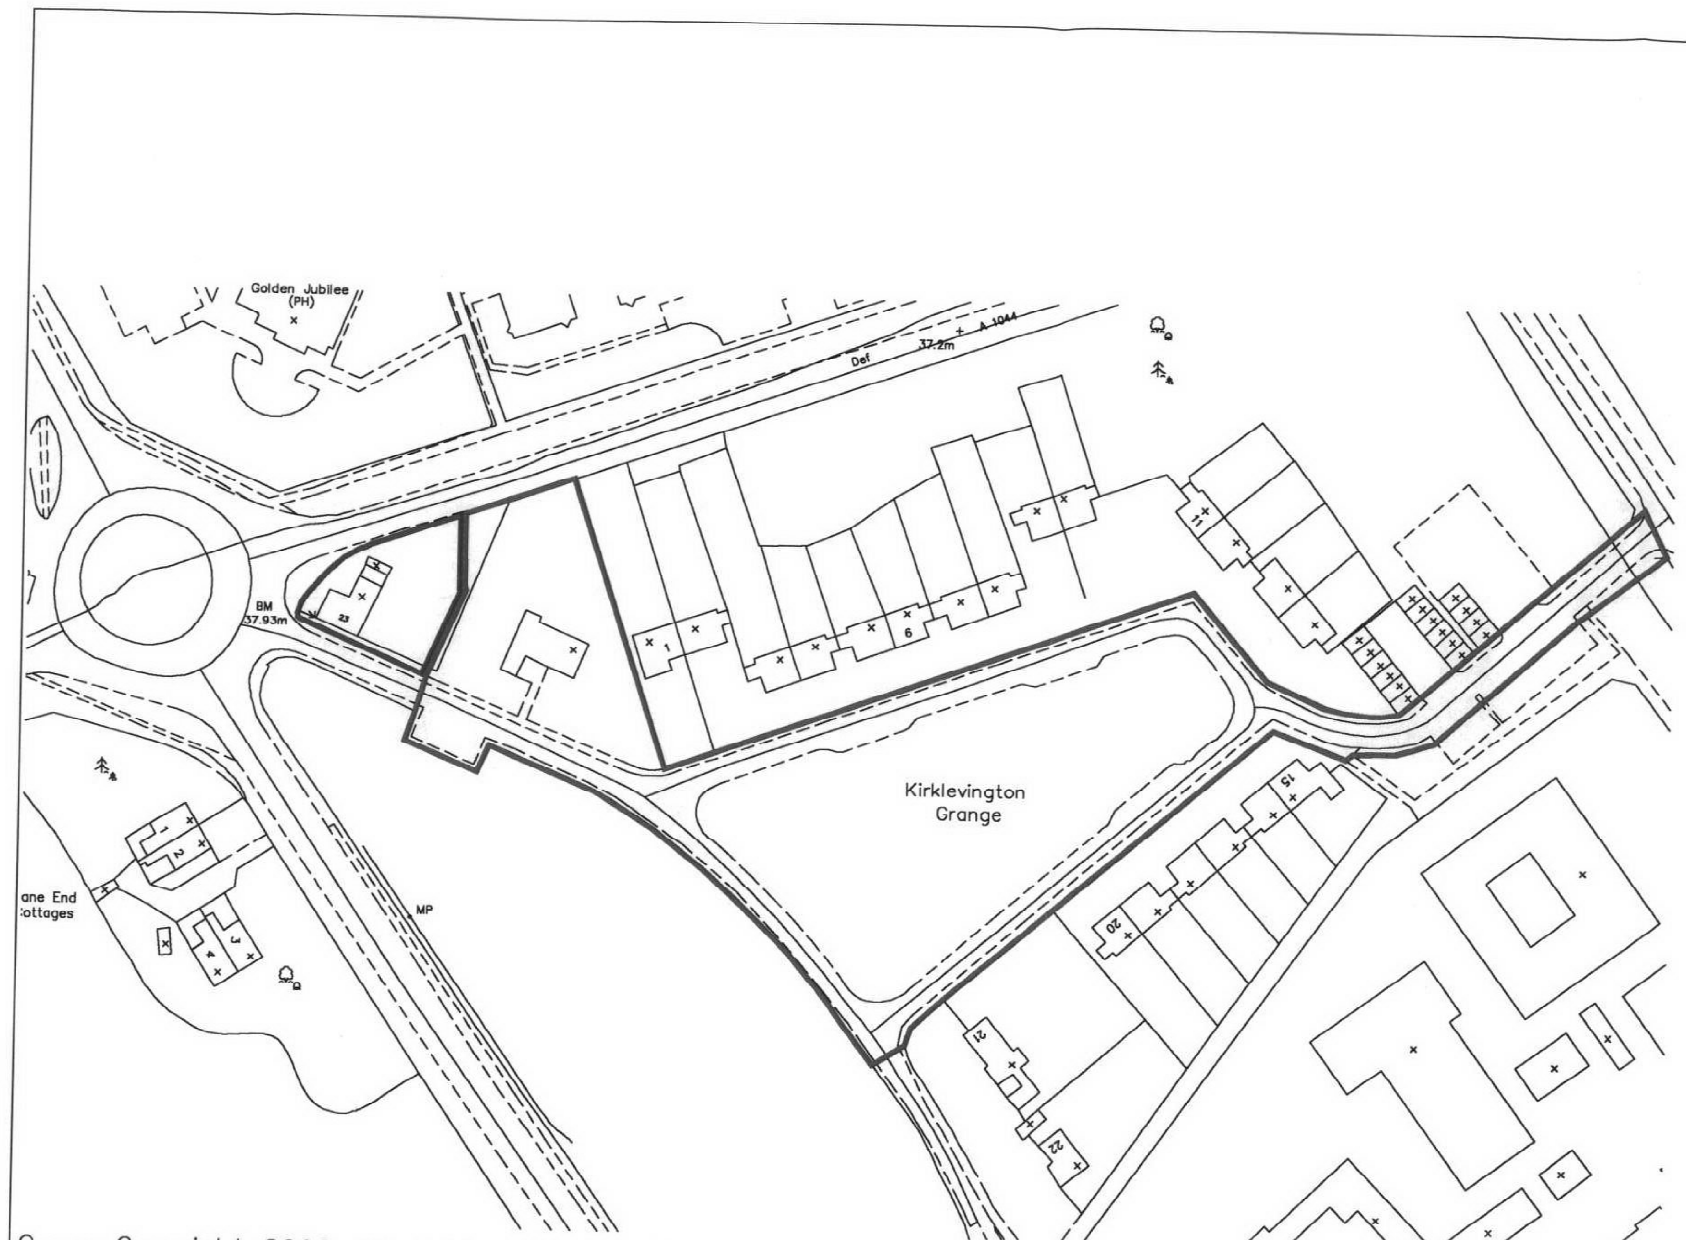 Golden Jubilee
(PH)
A 1044
37.2m
Def
11
BM
37.93m
23
1
6
Kirklevington
Grange
15
1
2
ane End
ottages
MP
3
4
20
21
22